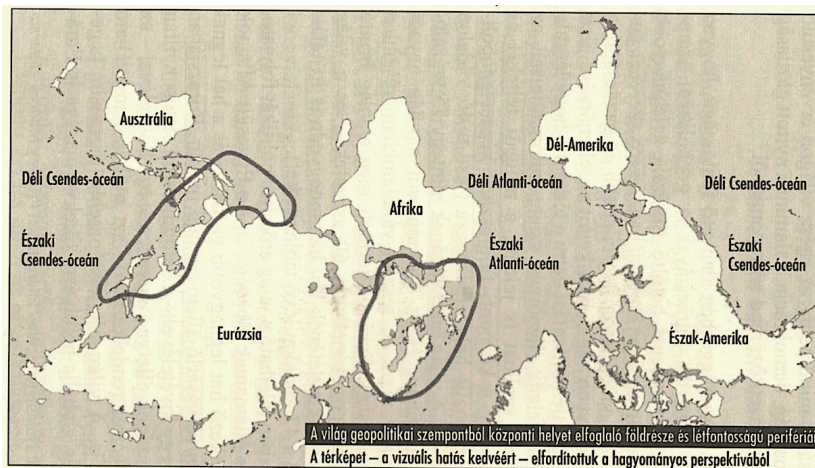 Ausztrália
Dél-Amerika
Déli Csendes-óceán
Déli Atlanti-óceán
Déli Csendes-óceán
Afrika
Északi
Csendes-óceán
Északi
Atlanti-óceán
Északi
Csendes-óceán
Eurázsia
Észak-Amerika
A világ geopolitikai szempontból központi helyet elfoglaló földrésze és létfontosságú perifériái
A térképet – a vizuális hatás kedvéért – elfordítottuk a hagyományos perspektívából